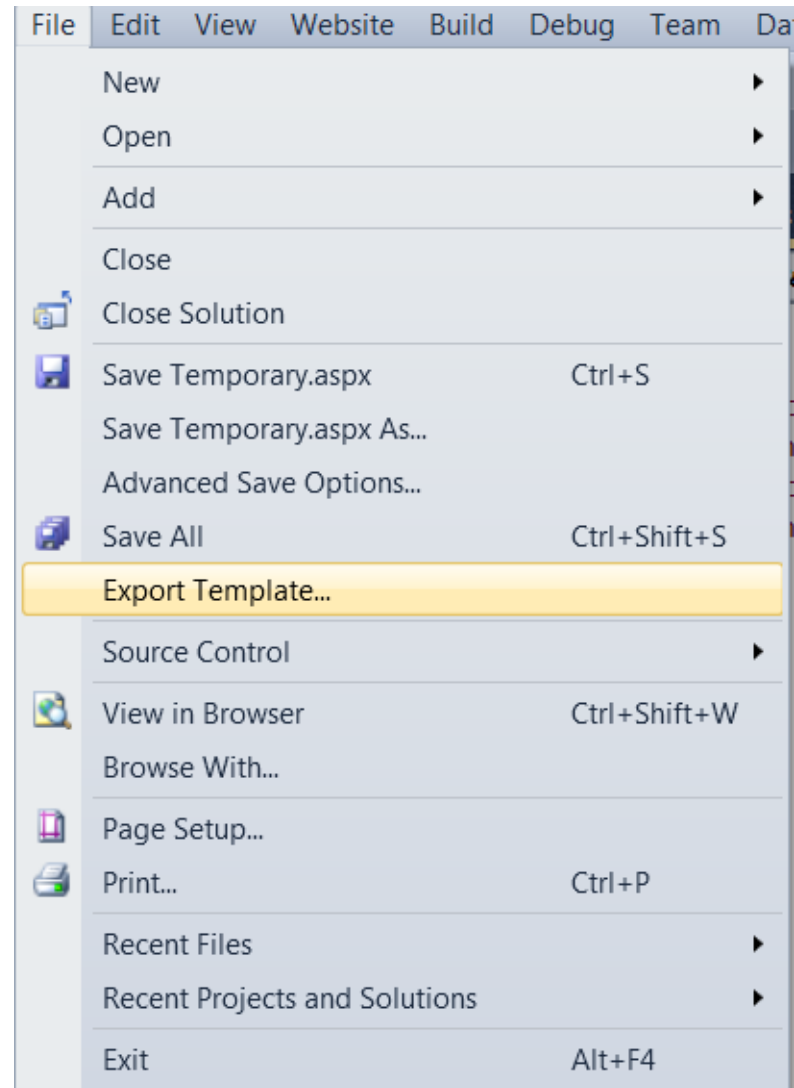 File Edit View Website Build Debug Team Da
New
Open
Add
Close
Close Solution
Save Temporary.aspx Ctrl+S
Save Temporary.aspx As...
Advanced Save Options...
Save All Ctrl+Shift+S
Export Template...
Source Control
View in Browser Ctrl+Shift+W
Browse With...
Page Setup...
Print... Ctrl+P
Recent Files
Recent Projects and Solutions
Exit Alt+F4